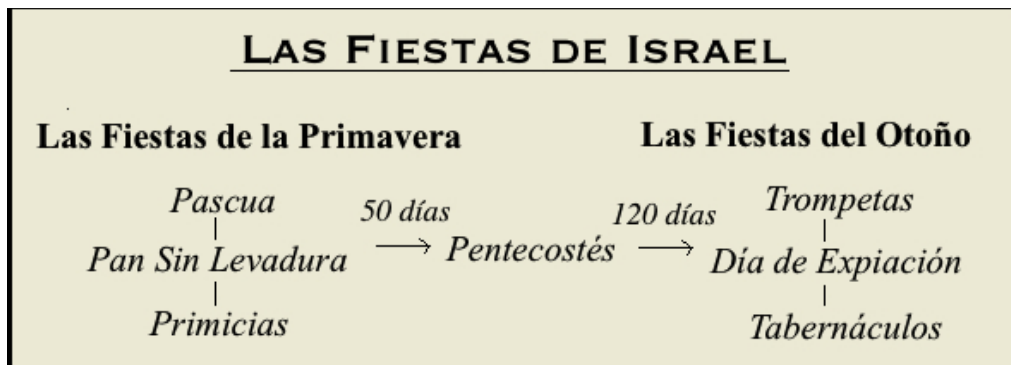 LAS FIESTAS DE ISRAEL
Las Fiestas de la Primavera
Pascua
Pan Sin Levadura
Primicias
50 días
Pentecostés
120 días
Las Fiestas del Otoño
Trompetas
Día de Expiación
Tabernáculos